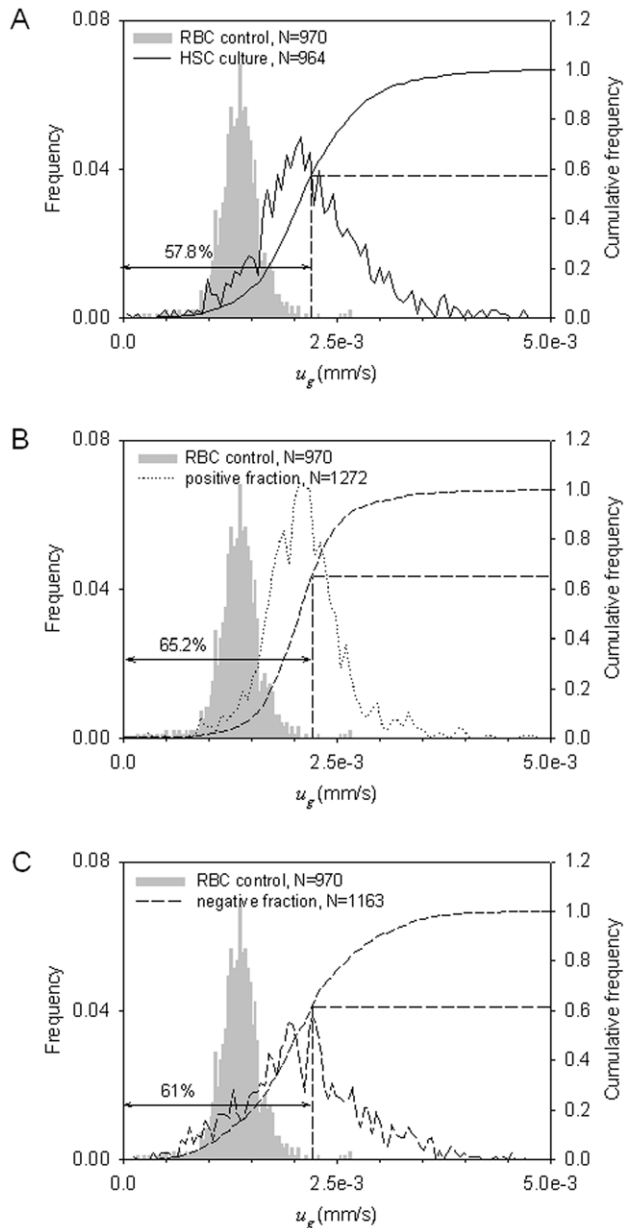 A
0.08
1.2
RBC control, N=970
HSC culture, N=964
1.0
0.8
Frequency
0.04
0.6
Cumulative frequency
0.4
57.8%
0.2
0.00
0.0
0.0
2.5e-3
5.0e-3
u_g (mm/s)
B
0.08
1.2
RBC control, N=970
positive fraction, N=1272
1.0
0.8
Frequency
0.04
0.6
Cumulative frequency
0.4
65.2%
0.2
0.00
0.0
0.0
2.5e-3
5.0e-3
u_g (mm/s)
C
0.08
1.2
RBC control, N=970
negative fraction, N=1163
1.0
0.8
Frequency
0.04
0.6
Cumulative frequency
0.4
61%
0.2
0.00
0.0
0.0
2.5e-3
5.0e-3
u_g (mm/s)